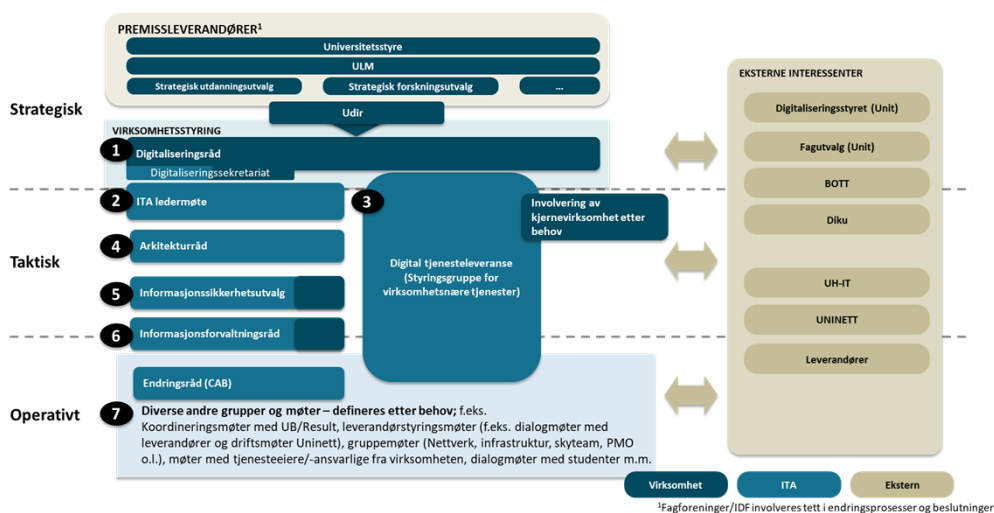 PREMISSLEVERANDØRER¹
Universitetsstyre
ULM
Strategisk utdanningsutvalg
Strategisk forskningsutvalg
...
Udir
Strategisk
VIRKSOMHETSSTYRING
1 Digitaliseringsråd
Digitaliseringssekretariat
2 ITA ledermøte
3
Involvering av
kjernevirksomhet etter
behov
4 Arkitekturråd
Taktisk
Digital tjenesteleveranse
(Styringsgruppe for
virksomhetsnære tjenester)
5 Informasjonssikkerhetsutvalg
6 Informasjonsforvaltningsråd
Endringsråd (CAB)
Operativt
7 Diverse andre grupper og møter – defineres etter behov; f.eks.
Koordineringsmøter med UB/Result, leverandørstyringsmøter (f.eks. dialogmøter med
leverandører og driftsmøter Uninett), gruppemøter (Nettverk, infrastruktur, skyteam, PMO
o.l.), møter med tjenesteeiere/-ansvarlige fra virksomheten, dialogmøter med studenter m.m.
EKSTERNE INTERESSENTER
Digitaliseringsstyret (Unit)
Fagutvalg (Unit)
BOTT
Diku
UH-IT
UNINETT
Leverandører
Virksomhet
ITA
Ekstern
¹Fagforeninger/IDF involveres tett i endringsprosesser og beslutninger